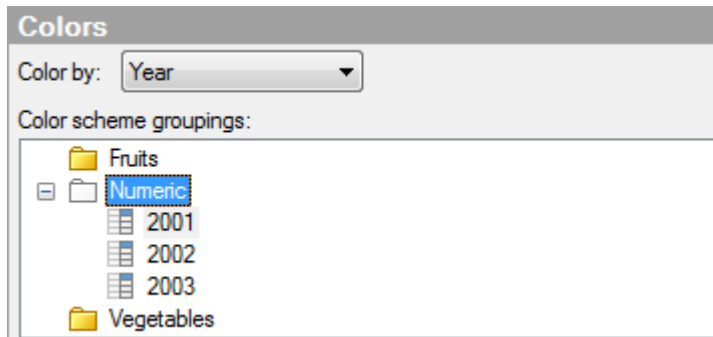 Colors
Color by: Year
Color scheme groupings:
Fruits
Numeric
2001
2002
2003
Vegetables